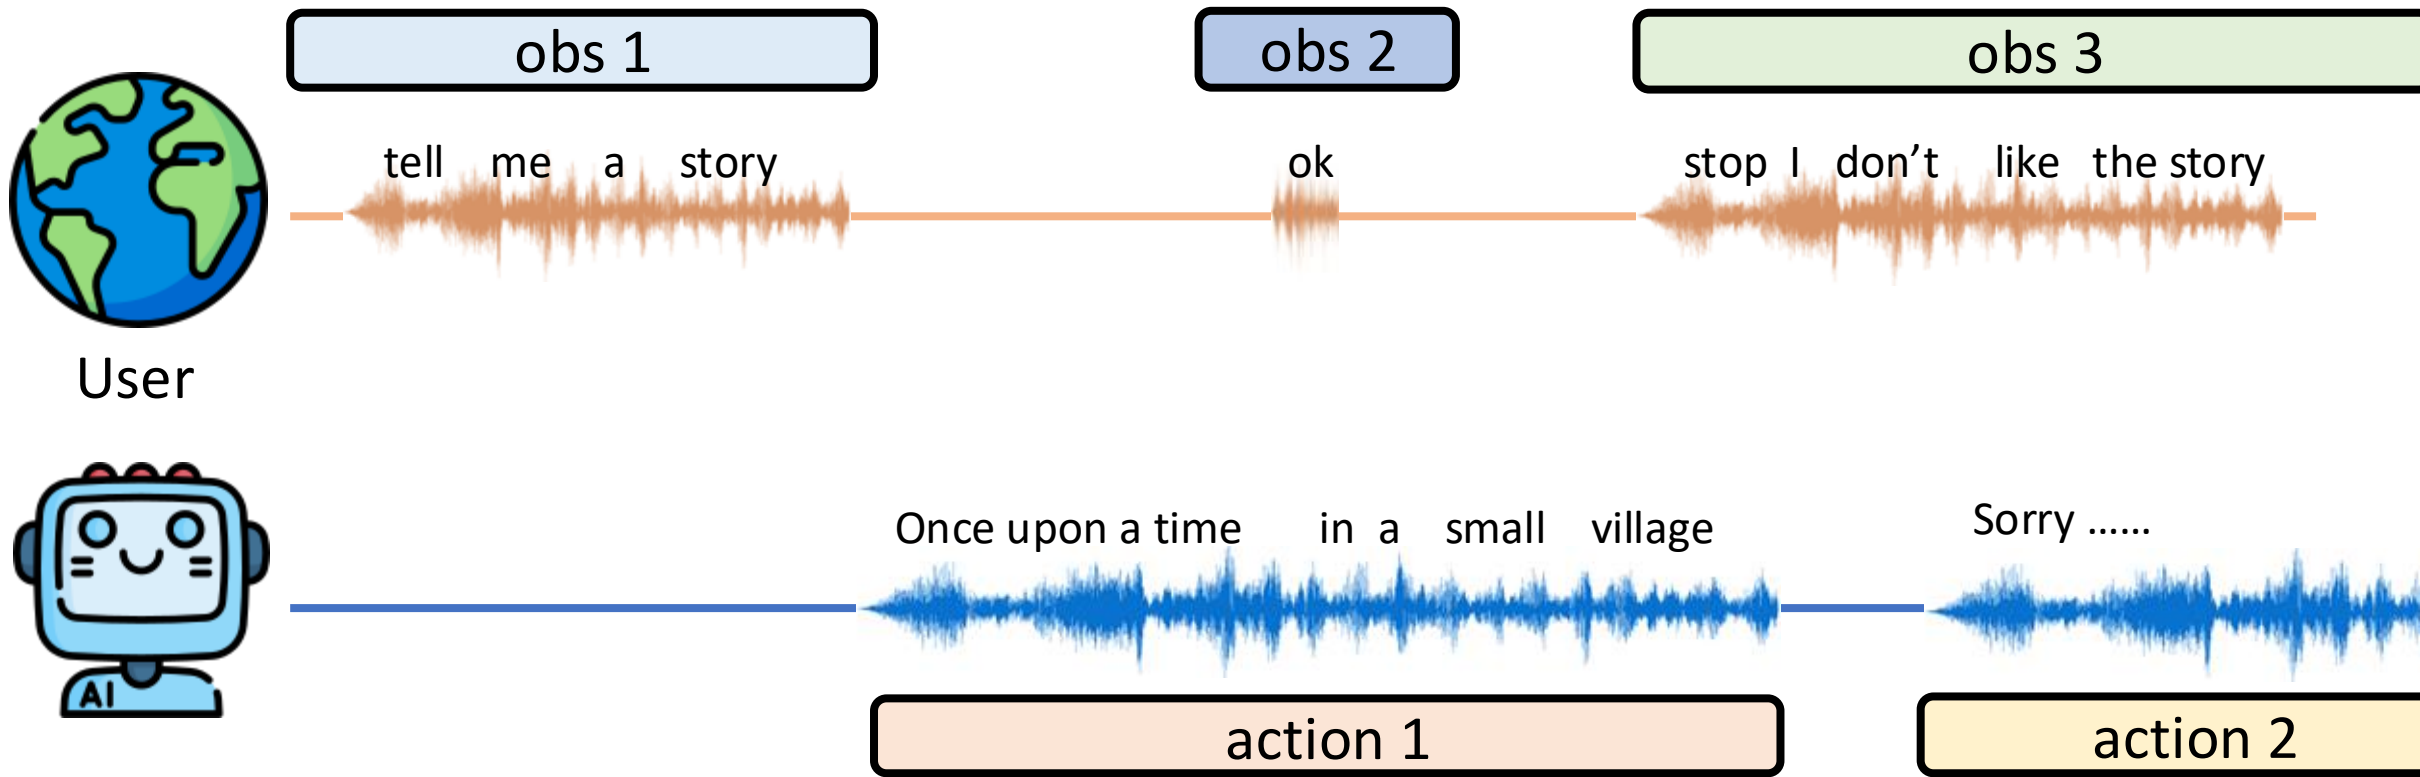 obs 1
obs 2
obs 3
tell me a story
ok
stop I don’t like the story
User
Once upon a time in a small village
Sorry ......
AI
action 1
action 2